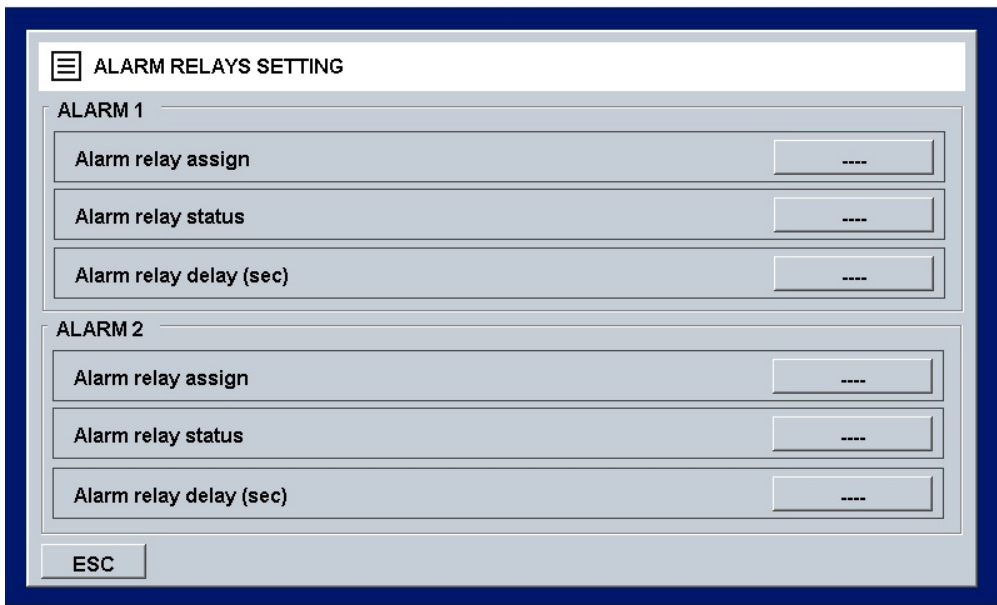 ALARM RELAYS SETTING
ALARM 1
Alarm relay assign ----
Alarm relay status ----
Alarm relay delay (sec) ----
ALARM 2
Alarm relay assign ----
Alarm relay status ----
Alarm relay delay (sec) ----
ESC